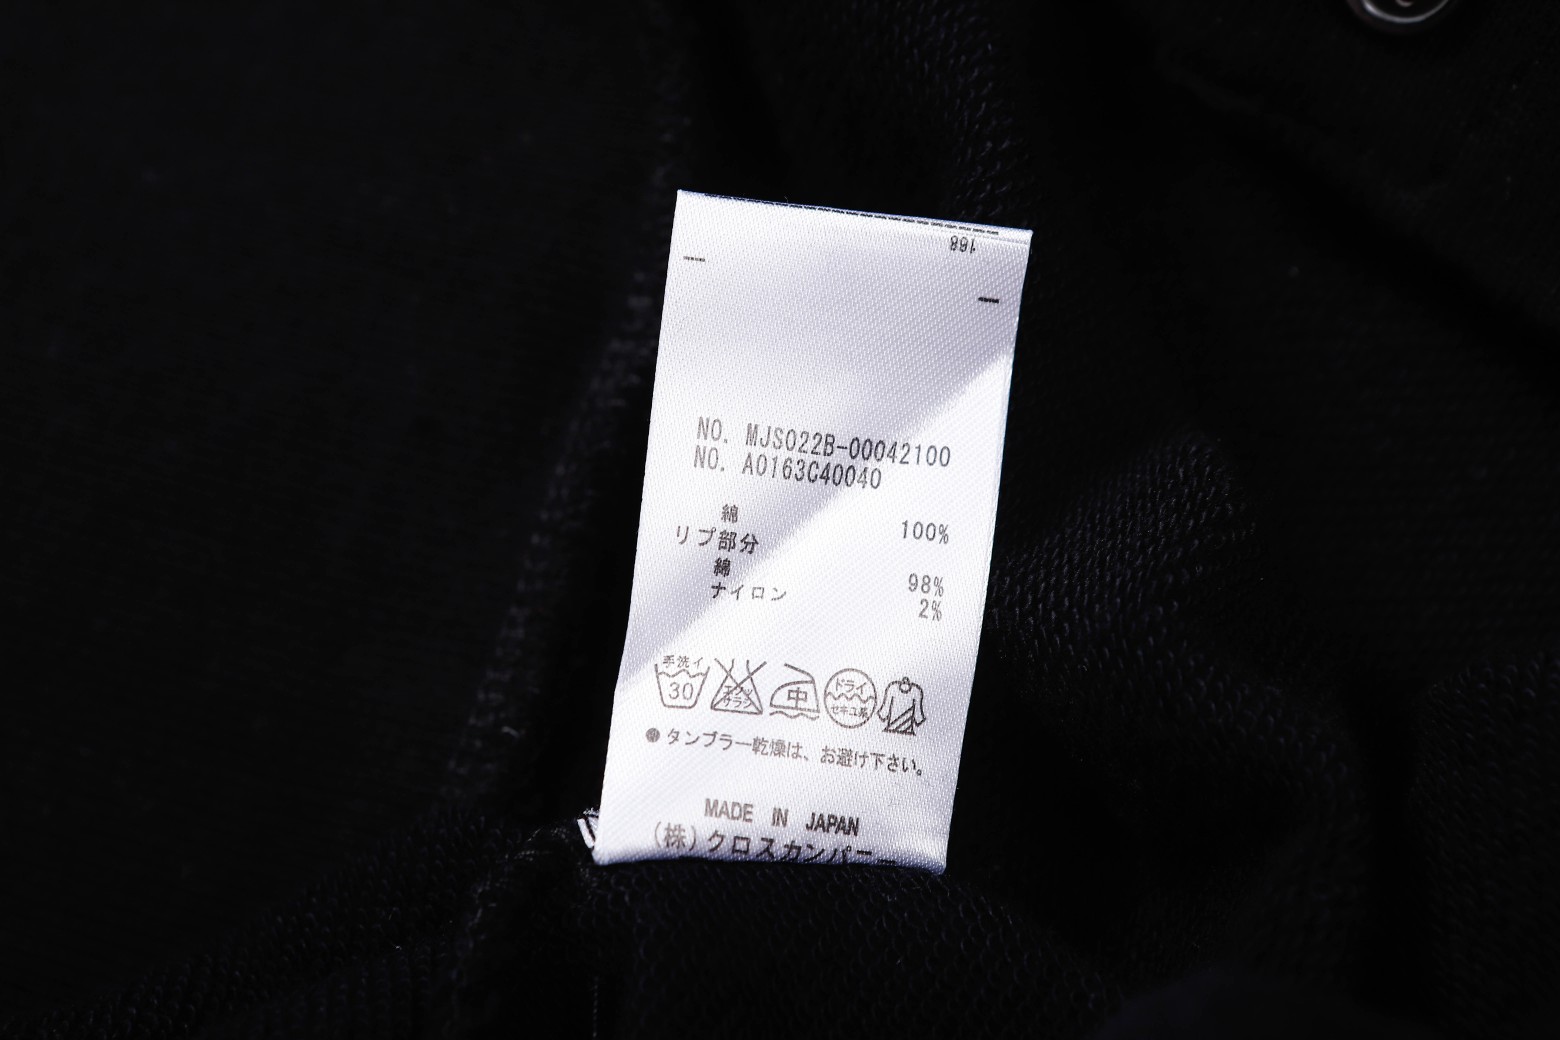 168
NO. MJS022B-00042100
NO. A0163C40040
綿 100%
リブ部分
綿 98%
ナイロン 2%
手洗イ
30
エンソ
サラシ
中
ドライ
セキユ系
●タンブラー乾燥は、お避け下さい。
MADE IN JAPAN
(株)クロスカンパニー